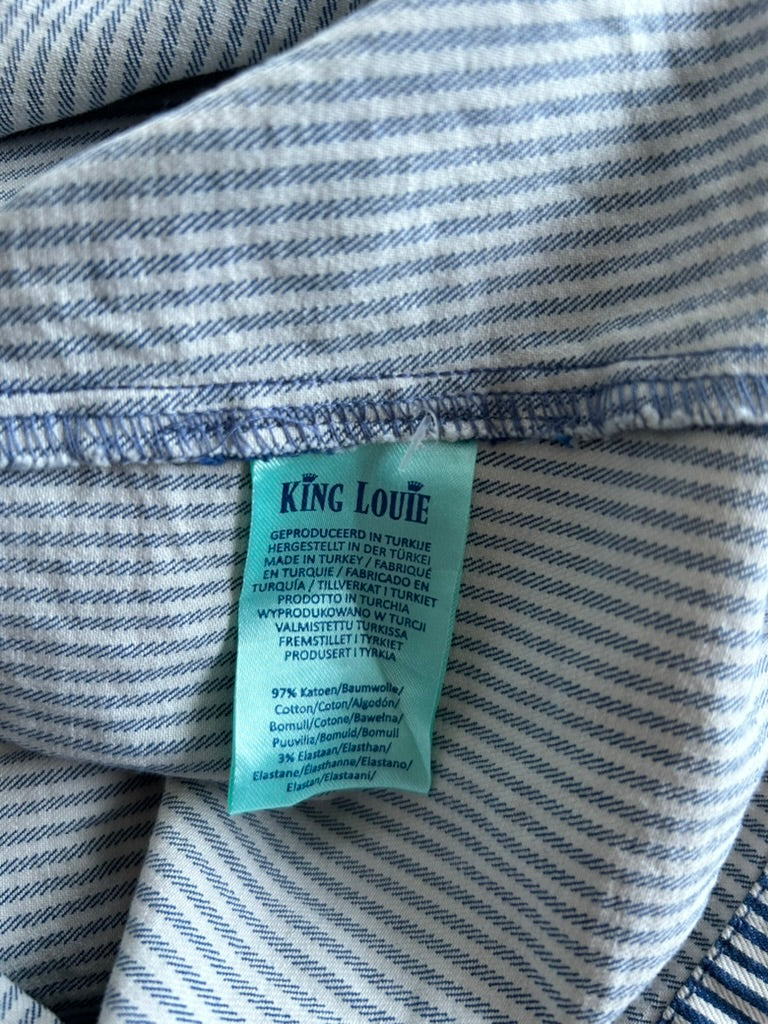 KING LOUIE
GEPRODUCEERD IN TURKIJE
HERGESTELLT IN DER TÜRKEI
MADE IN TURKEY / FABRIQUÉ
EN TURQUIE / FABRICADO EN
TURQUÍA / TILLVERKAT I TURKIET
PRODOTTO IN TURCHIA
WYPRODUKOWANO W TURCJI
VALMISTETTU TURKISSA
FREMSTILLET I TYRKIET
PRODUSERT I TYRKIA
97% Katoen/Baumwolle/
Cotton/Coton/Algodón/
Bomull/Cotone/Bawełna/
Puuvilla/Bomuld/Bomull
3% Elastaan/Elasthan/
Elastane/Élasthanne/Elastano/
Elastan/Elastaani/